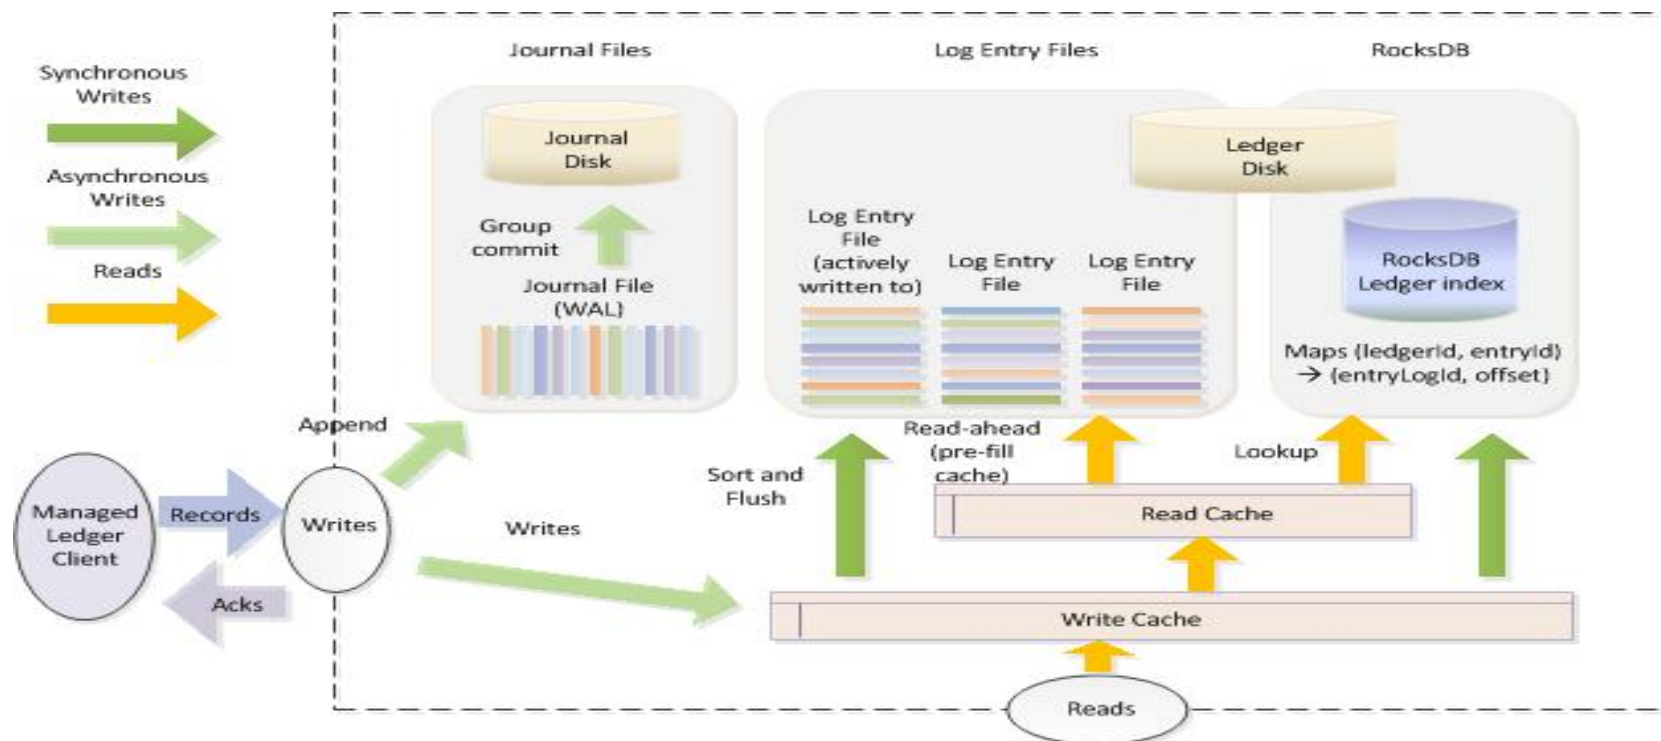 Journal Files
Log Entry Files
RocksDB
Synchronous
Writes
Asynchronous
Writes
Reads
Journal
Disk
Group
commit
Journal File
(WAL)
Ledger
Disk
Log Entry
File
(actively
written to)
Log Entry
File
Log Entry
File
RocksDB
Ledger index
Maps (ledgerId, entryId)
→ (entryLogId, offset)
Append
Read-ahead
(pre-fill
cache)
Lookup
Sort and
Flush
Managed
Ledger
Client
Records
Acks
Writes
Writes
Read Cache
Write Cache
Reads